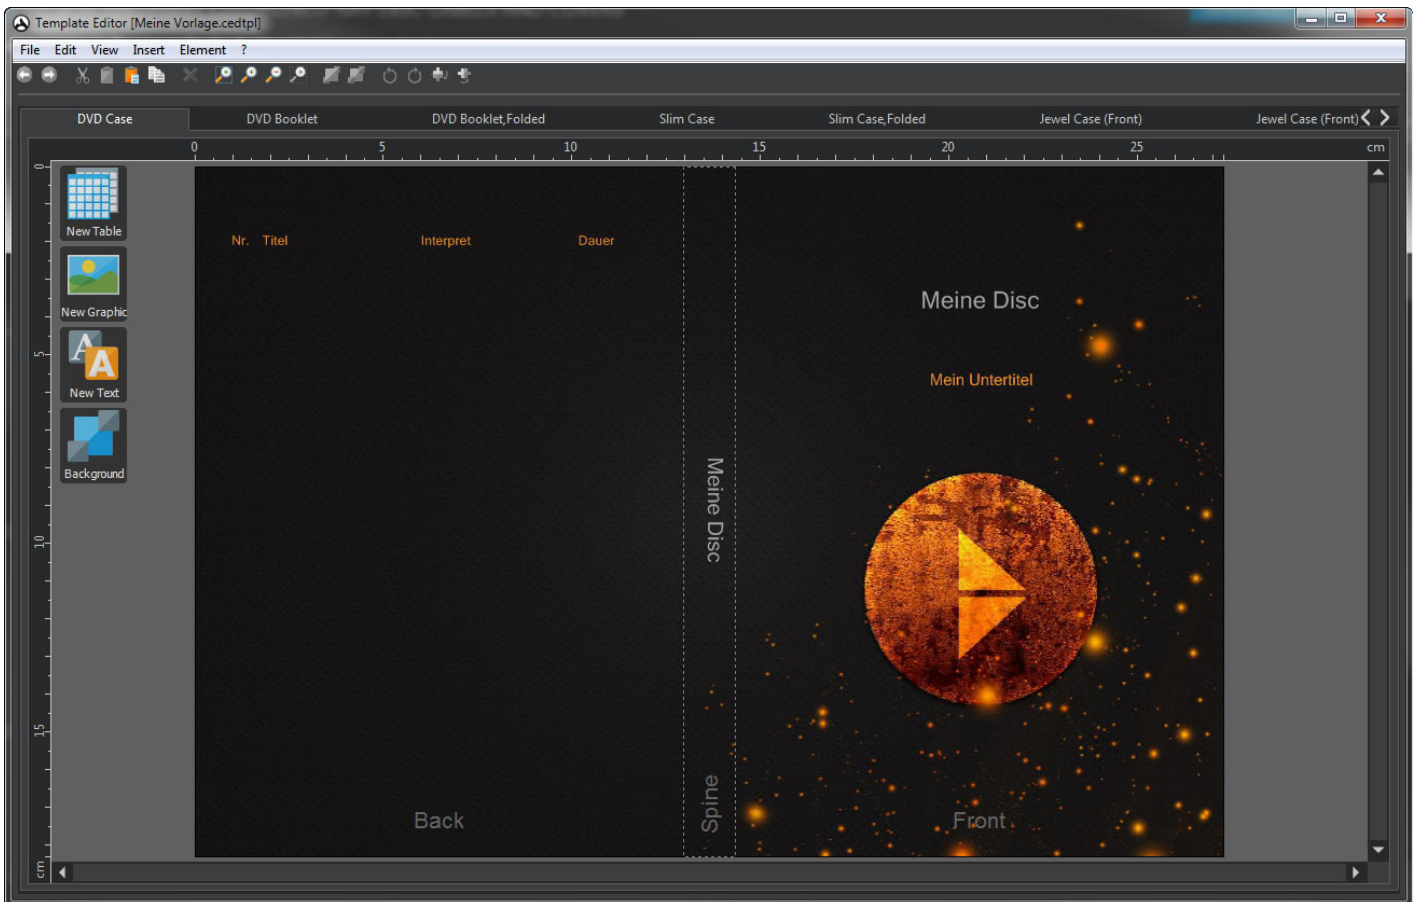 Template Editor [Meine Vorlage.cedtpl]
File Edit View Insert Element ?
DVD Case DVD Booklet DVD Booklet,Folded Slim Case Slim Case,Folded Jewel Case (Front) Jewel Case (Front)
0 5 10 15 20 25 cm
0
New Table
Nr. Titel Interpret Dauer
New Graphic
Meine Disc
5
A A
New Text
Mein Untertitel
Background
Meine Disc
10
15
Back
Spine
Front
cm